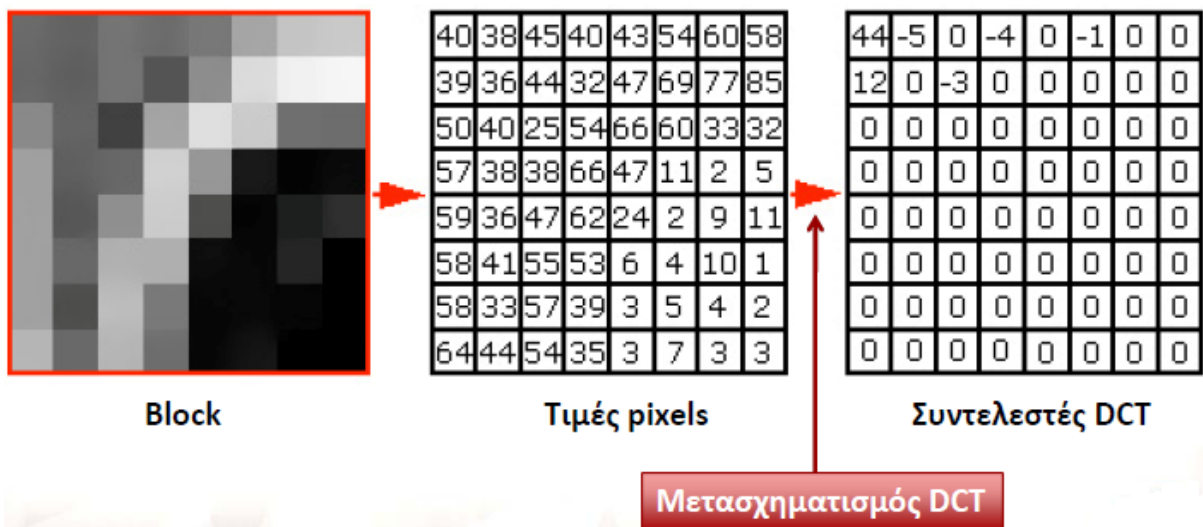 40 38 45 40 43 54 60 58
39 36 44 32 47 69 77 85
50 40 25 54 66 60 33 32
57 38 38 66 47 11 2 5
59 36 47 62 24 2 9 11
58 41 55 53 6 4 10 1
58 33 57 39 3 5 4 2
64 44 54 35 3 7 3 3
44 -5 0 -4 0 -1 0 0
12 0 -3 0 0 0 0 0
0 0 0 0 0 0 0 0
0 0 0 0 0 0 0 0
0 0 0 0 0 0 0 0
0 0 0 0 0 0 0 0
0 0 0 0 0 0 0 0
0 0 0 0 0 0 0 0
Block
Τιμές pixels
Συντελεστές DCT
Μετασχηματισμός DCT